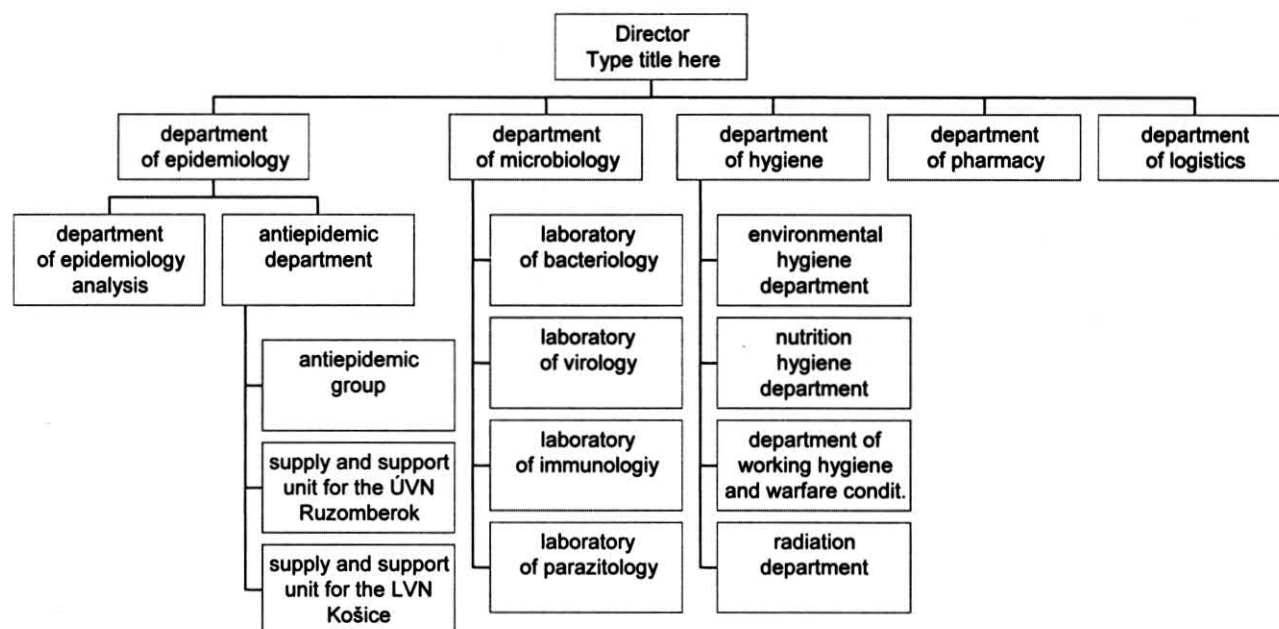 Director
Type title here
department
of epidemiology
department
of microbiology
department
of hygiene
department
of pharmacy
department
of logistics
department
of epidemiology
analysis
antiepidemic
department
antiepidemic
group
supply and support
unit for the ÚVN
Ruzomberok
supply and support
unit for the LVN
Košice
laboratory
of bacteriology
laboratory
of virology
laboratory
of immunologiy
laboratory
of parazitology
environmental
hygiene
department
nutrition
hygiene
department
department of
working hygiene
and warfare condit.
radiation
department